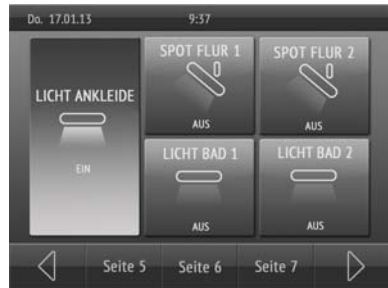 Do. 17.01.13
9:37
LICHT ANKLEIDE
EIN
SPOT FLUR 1
AUS
SPOT FLUR 2
AUS
LICHT BAD 1
AUS
LICHT BAD 2
AUS
Seite 5
Seite 6
Seite 7